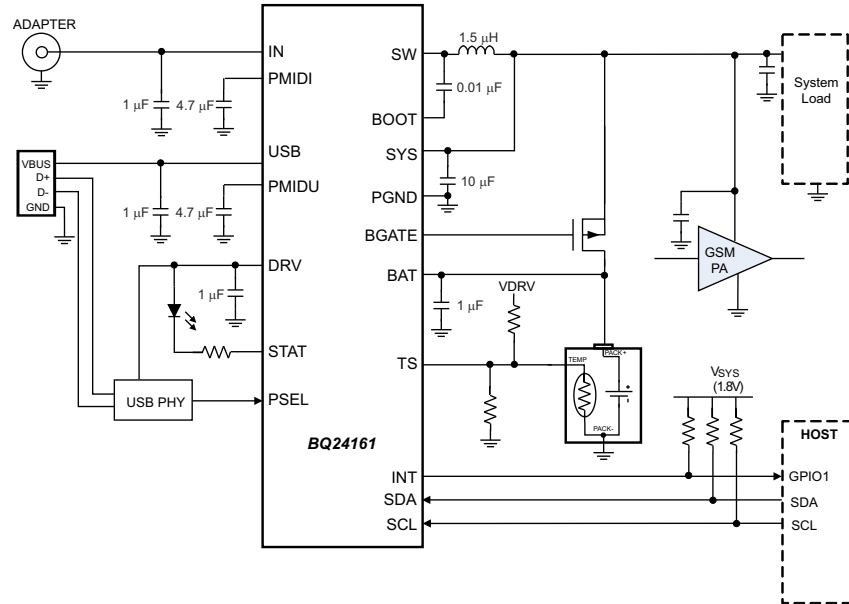 ADAPTER
IN
PMIDI
1 μF
4.7 μF
VBUS
D+
D-
GND
USB
PMIDU
1 μF
4.7 μF
DRV
1 μF
STAT
USB PHY
PSEL
BQ24161
SW
1.5 μH
0.01 μF
BOOT
SYS
10 μF
PGND
BGATE
BAT
1 μF
VDRV
TS
TEMP
PACK+
+
-
PACK-
System
Load
GSM
PA
VSYS
(1.8V)
HOST
INT
GPIO1
SDA
SDA
SCL
SCL